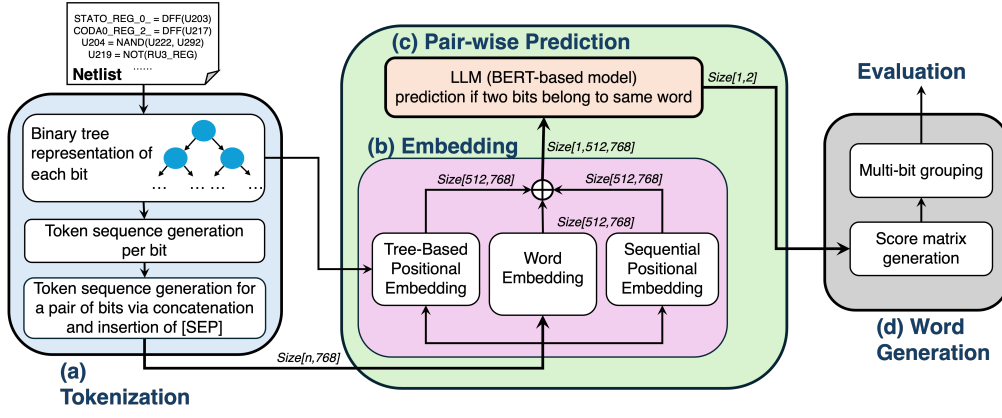 STATO_REG_0_ = DFF(U203)
CODA0_REG_2_ = DFF(U217)
U204 = NAND(U222, U292)
U219 = NOT(RU3_REG)
......
Netlist
Binary tree
representation of
each bit
... ... ... ...
Token sequence generation
per bit
Token sequence generation for
a pair of bits via concatenation
and insertion of [SEP]
(a)
Tokenization
Size[n,768]
(c) Pair-wise Prediction
LLM (BERT-based model)
prediction if two bits belong to same word
Size[1,2]
(b) Embedding
Size[1,512,768]
Size[512,768]
Size[512,768]
Size[512,768]
Tree-Based
Positional
Embedding
Word
Embedding
Sequential
Positional
Embedding
Evaluation
Multi-bit grouping
Score matrix
generation
(d) Word
Generation